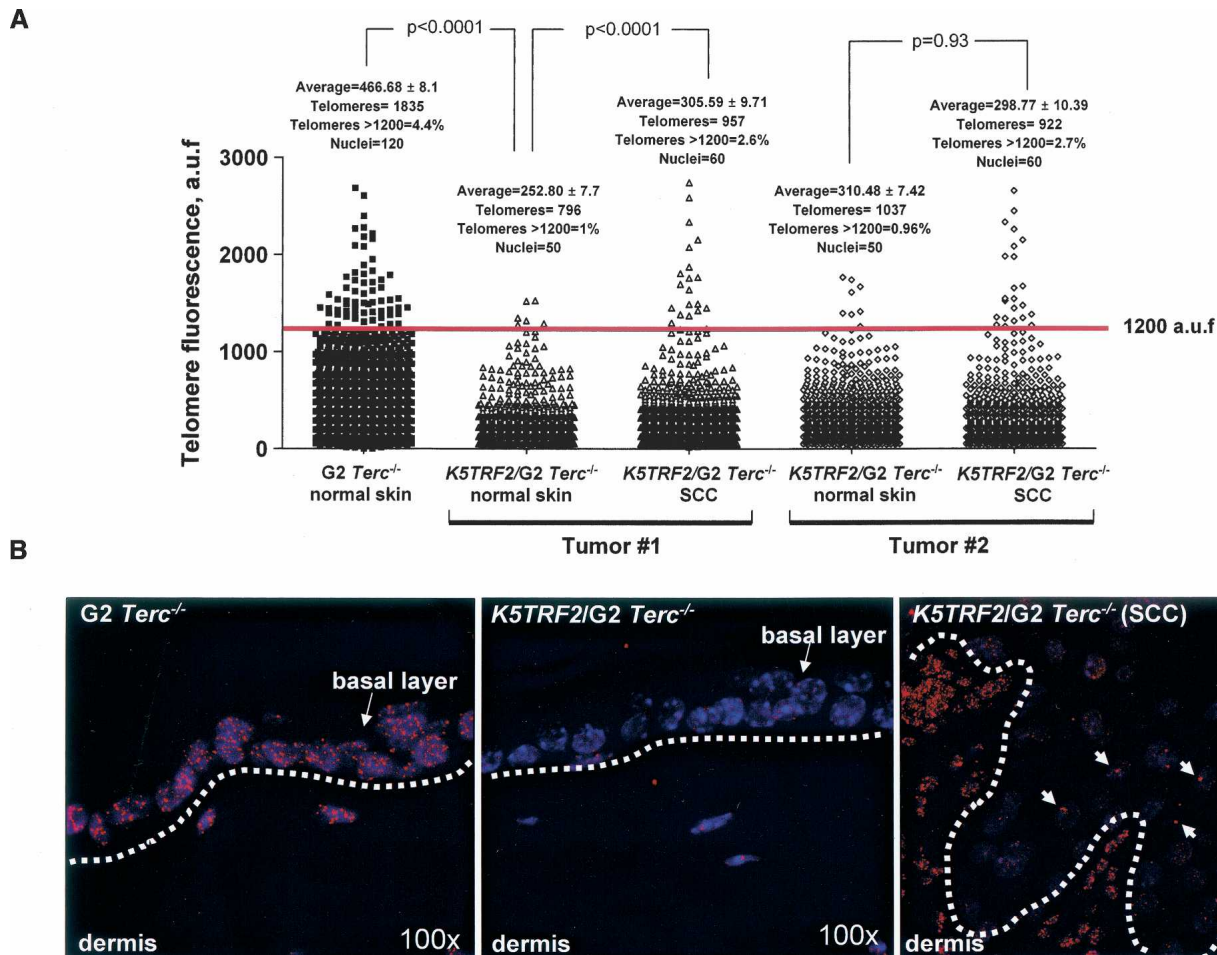 A
p<0.0001
p<0.0001
p=0.93
Average=466.68 ± 8.1
Telomeres= 1835
Telomeres >1200=4.4%
Nuclei=120
Average=252.80 ± 7.7
Telomeres= 796
Telomeres >1200=1%
Nuclei=50
Average=305.59 ± 9.71
Telomeres= 957
Telomeres >1200=2.6%
Nuclei=60
Average=310.48 ± 7.42
Telomeres= 1037
Telomeres >1200=0.96%
Nuclei=50
Average=298.77 ± 10.39
Telomeres= 922
Telomeres >1200=2.7%
Nuclei=60
Telomere fluorescence, a.u.f
3000
2000
1000
0
1200 a.u.f
G2 Terc-/-
normal skin
K5TRF2/G2 Terc-/-
normal skin
K5TRF2/G2 Terc-/-
SCC
K5TRF2/G2 Terc-/-
normal skin
K5TRF2/G2 Terc-/-
SCC
Tumor #1
Tumor #2
B
G2 Terc-/-
basal layer
dermis
100x
K5TRF2/G2 Terc-/-
basal layer
dermis
100x
K5TRF2/G2 Terc-/- (SCC)
dermis